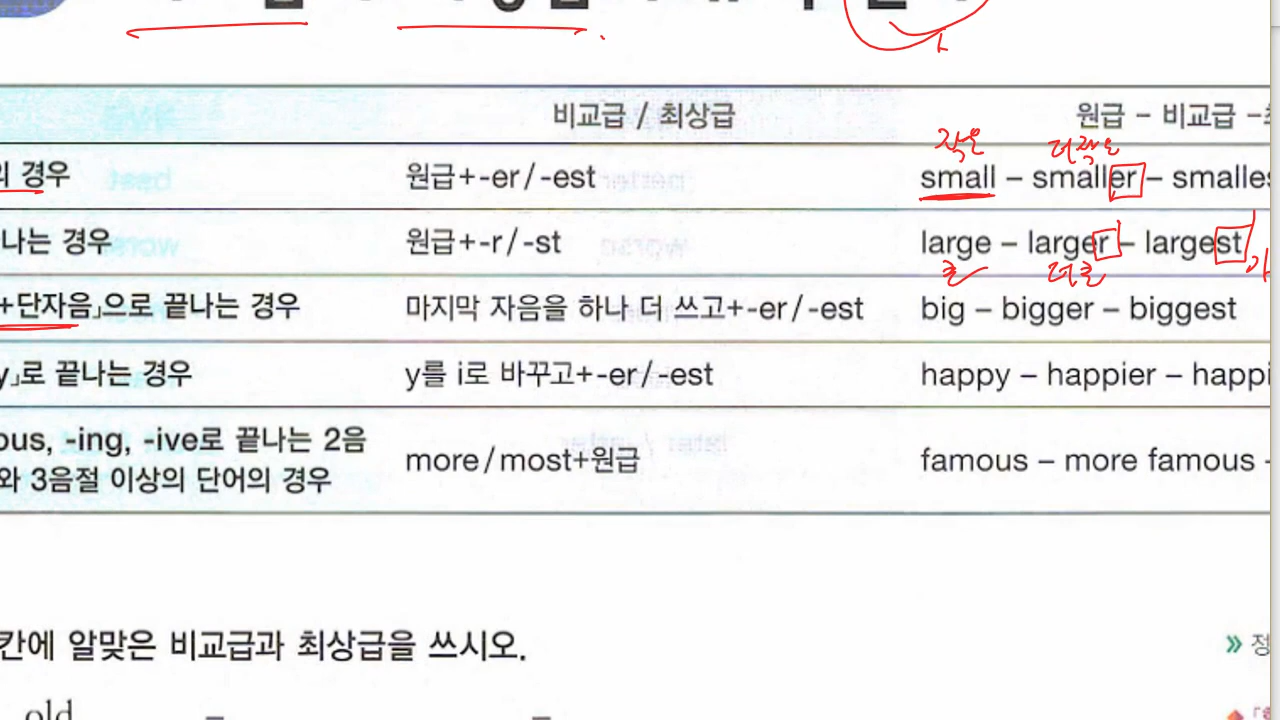 비교급 / 최상급 원급 – 비교급 –
작은 더작은
의 경우 원급+-er / -est small – smaller – smalles
나는 경우 원급+-r / -st large – larger – largest
큰 더큰 가
+단자음」으로 끝나는 경우 마지막 자음을 하나 더 쓰고+-er / -est big – bigger – biggest
y」로 끝나는 경우 y를 i로 바꾸고+-er / -est happy – happier – happi
ous, -ing, -ive로 끝나는 2음
more / most+원급 famous – more famous –
와 3음절 이상의 단어의 경우
칸에 알맞은 비교급과 최상급을 쓰시오. » 정
old – –